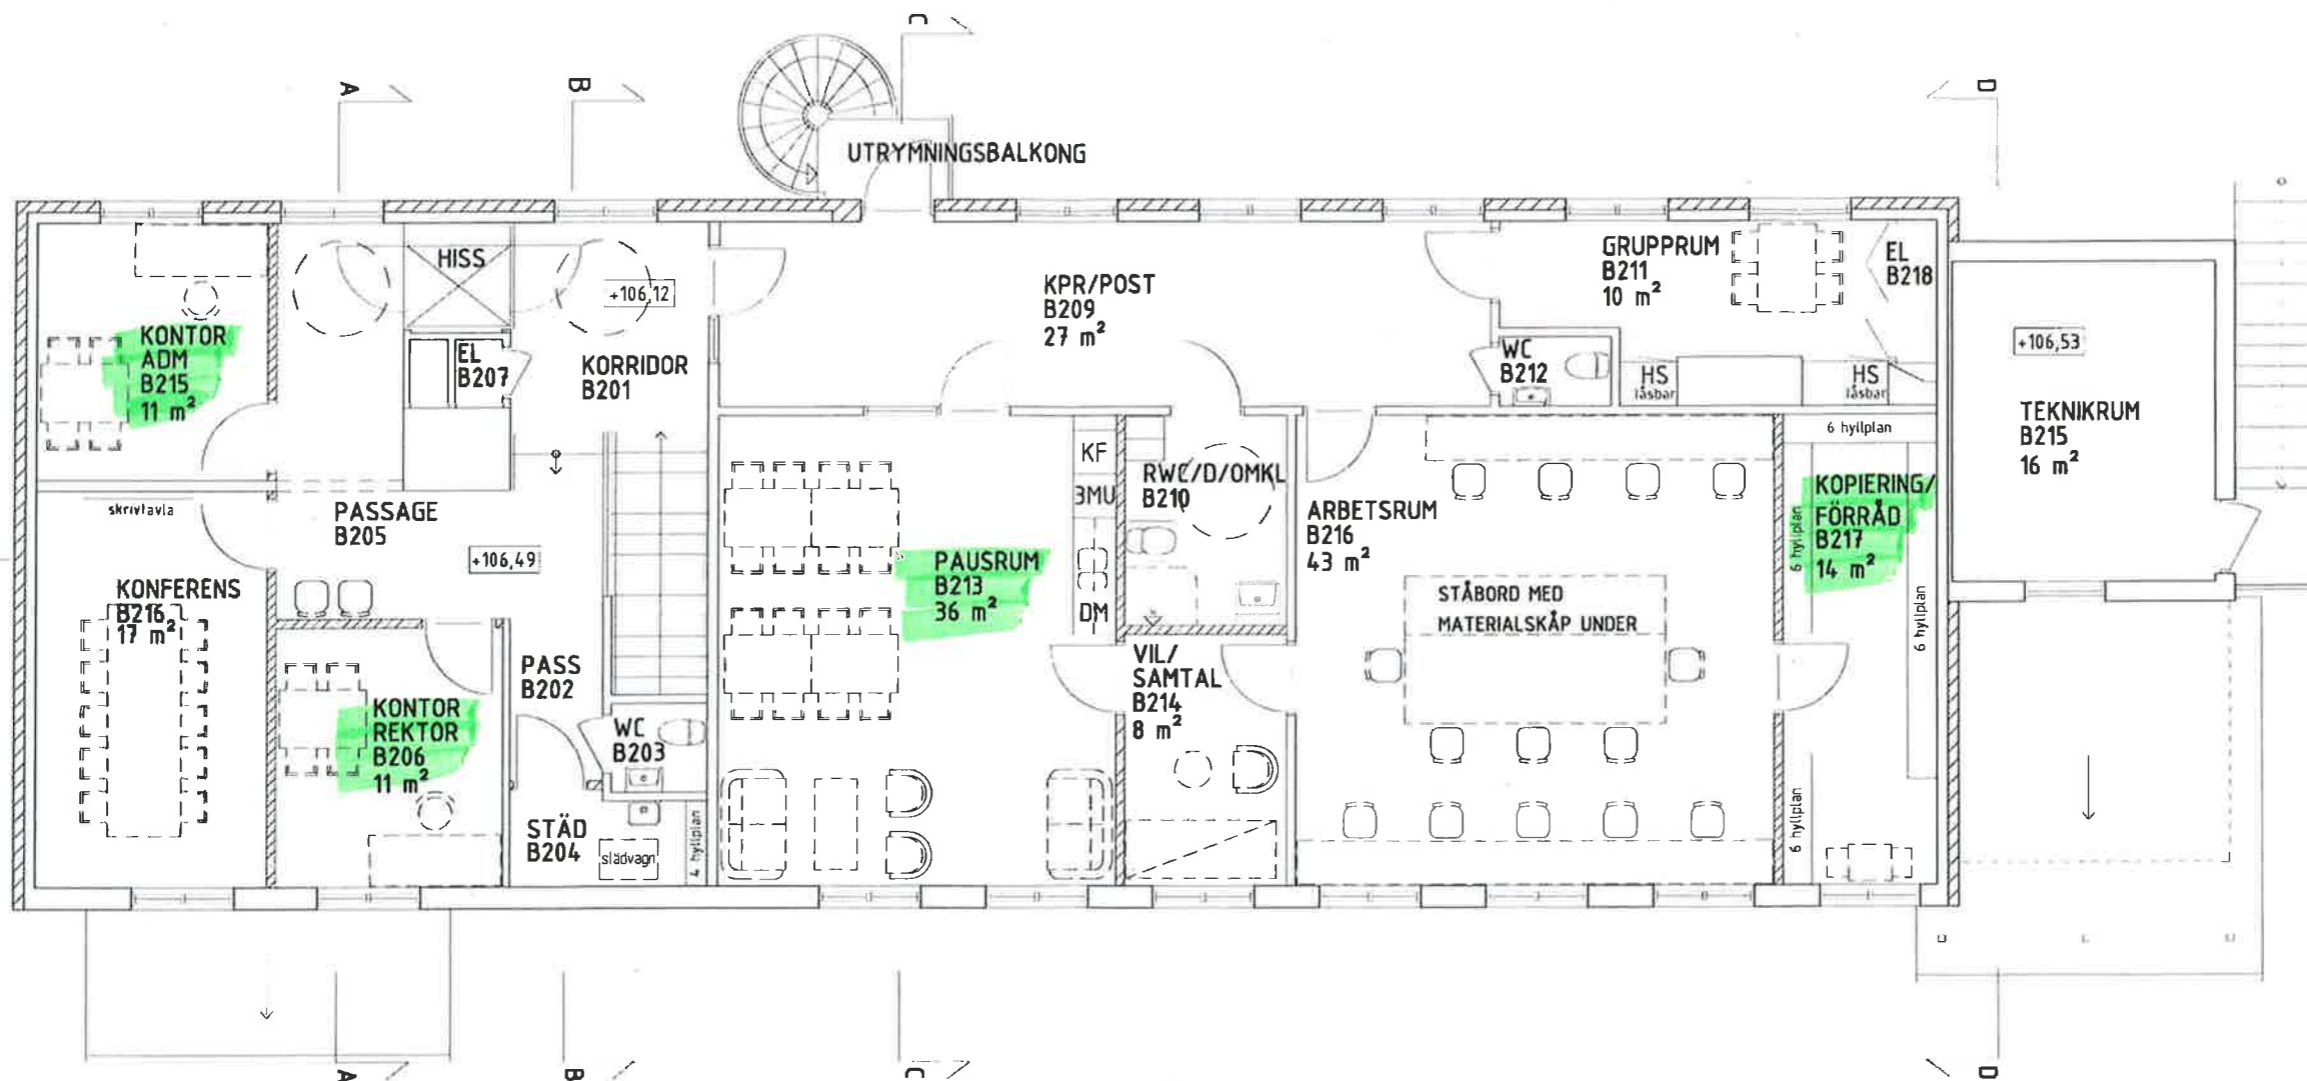 C
A
B
D
UTRYMNINGSBALKONG
HISS
+106,12
KONTOR
ADM
B215
11 m²
EL
B207
KORRIDOR
B201
KPR/POST
B209
27 m²
GRUPPRUM
B211
10 m²
EL
B218
WC
B212
HS
låsbar
HS
låsbar
+106,53
TEKNIKRUM
B215
16 m²
skrivtavla
PASSAGE
B205
+106,49
KONFERENS
B216
17 m²
KONTOR
REKTOR
B206
11 m²
PASS
B202
WC
B203
STÄD
B204
städvagn
4 hyllplan
PAUSRUM
B213
36 m²
KF
3MU
DM
RWC/D/OMKL
B210
VIL/
SAMTAL
B214
8 m²
ARBETSRUM
B216
43 m²
STÅBORD MED
MATERIALSKÅP UNDER
6 hyllplan
KOPIERING/
FÖRRÅD
B217
14 m²
6 hyllplan
6 hyllplan
6 hyllplan
A
B
C
D